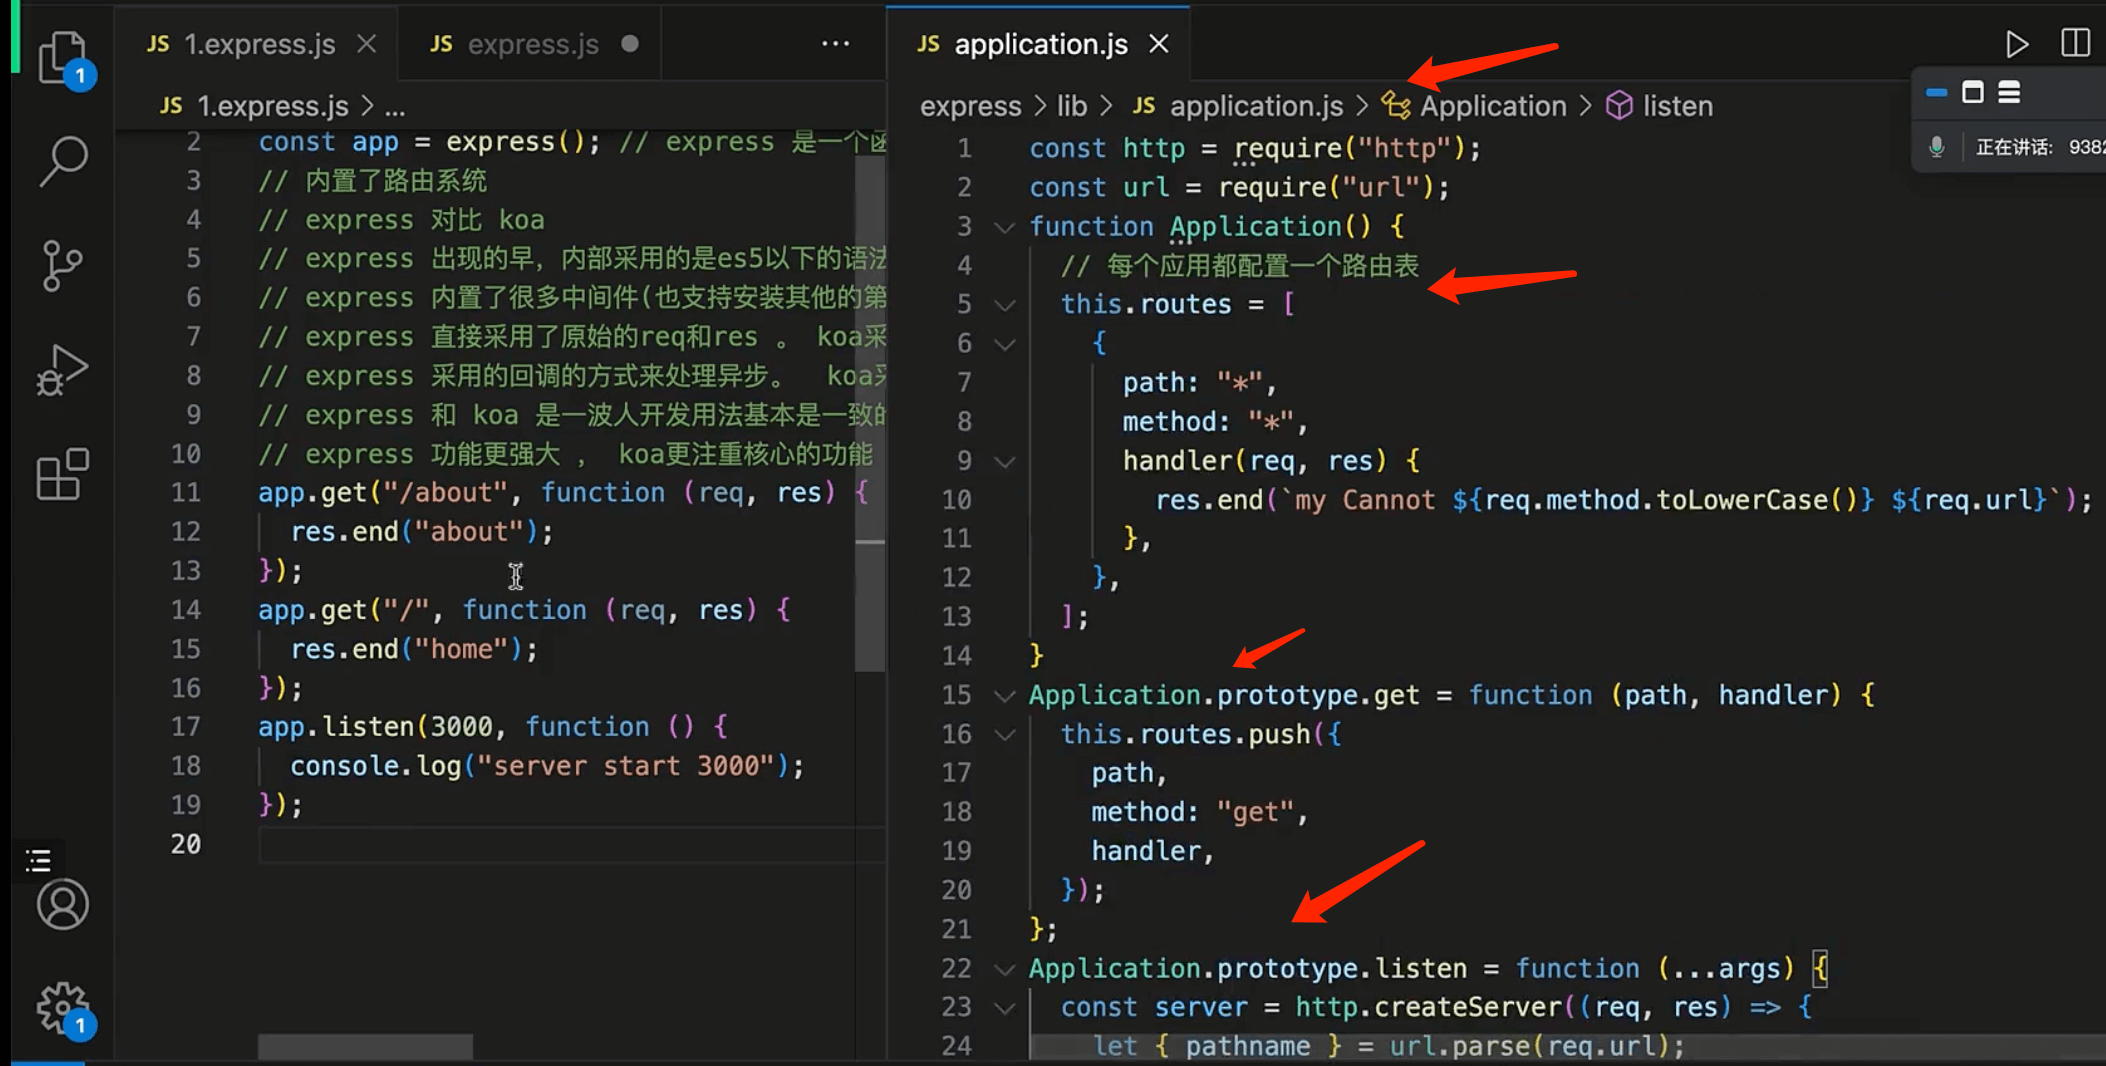 JS 1.express.js
JS express.js
...
JS 1.express.js > ...
2 const app = express(); // express 是一个
3 // 内置了路由系统
4 // express 对比 koa
5 // express 出现的早，内部采用的是es5以下的语法
6 // express 内置了很多中间件(也支持安装其他的第
7 // express 直接采用了原始的req和res 。 koa采
8 // express 采用的回调的方式来处理异步。 koa采
9 // express 和 koa 是一波人开发用法基本是一致的
10 // express 功能更强大 ， koa更注重核心的功能
11 app.get("/about", function (req, res) {
12 res.end("about");
13 });
14 app.get("/", function (req, res) {
15 res.end("home");
16 });
17 app.listen(3000, function () {
18 console.log("server start 3000");
19 });
20
1
1
JS application.js
express > lib > JS application.js > Application > listen
正在讲话: 9382
1 const http = require("http");
2 const url = require("url");
3 function Application() {
4 // 每个应用都配置一个路由表
5 this.routes = [
6 {
7 path: "*",
8 method: "*",
9 handler(req, res) {
10 res.end(`my Cannot ${req.method.toLowerCase()} ${req.url}`);
11 },
12 },
13 ];
14 }
15 Application.prototype.get = function (path, handler) {
16 this.routes.push({
17 path,
18 method: "get",
19 handler,
20 });
21 };
22 Application.prototype.listen = function (...args) {
23 const server = http.createServer((req, res) => {
24 let { pathname } = url.parse(req.url);